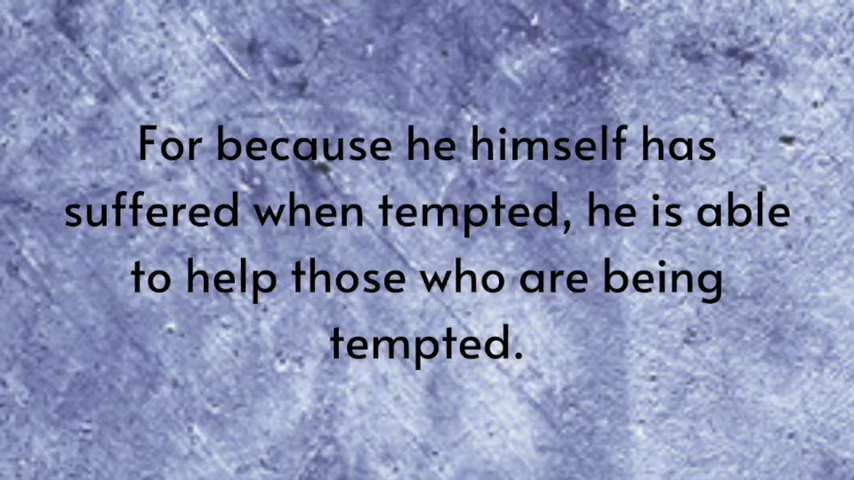 For because he himself has
suffered when tempted, he is able
to help those who are being
tempted.